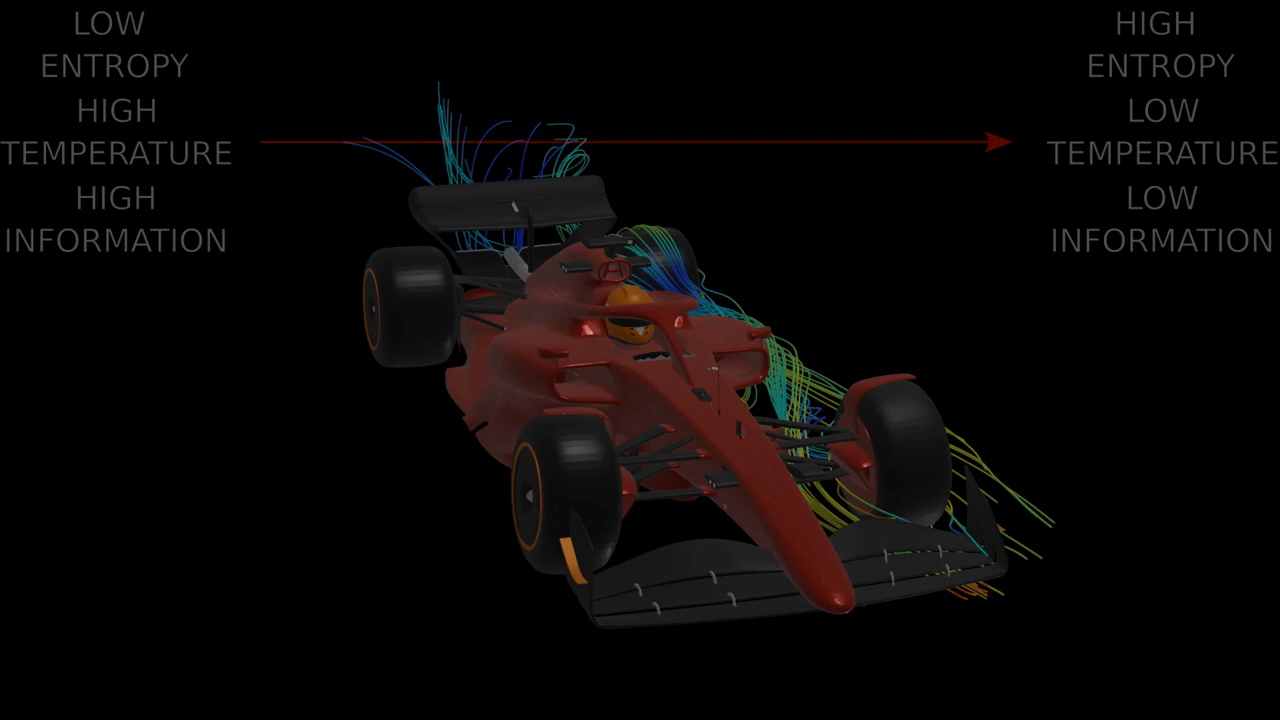 LOW
ENTROPY
HIGH
TEMPERATURE
HIGH
INFORMATION
HIGH
ENTROPY
LOW
TEMPERATURE
LOW
INFORMATION